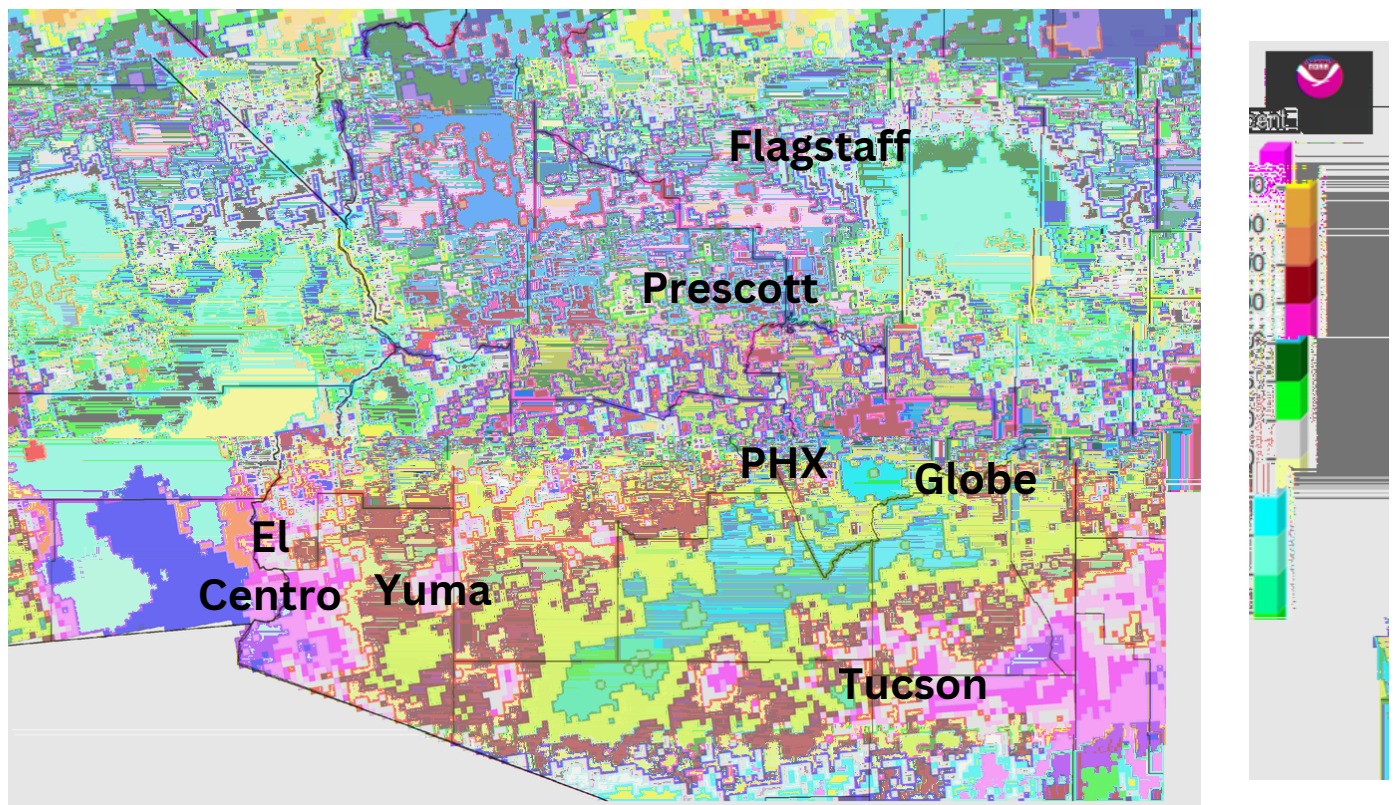 Flagstaff
Prescott
PHX
Globe
El
Centro
Yuma
Tucson